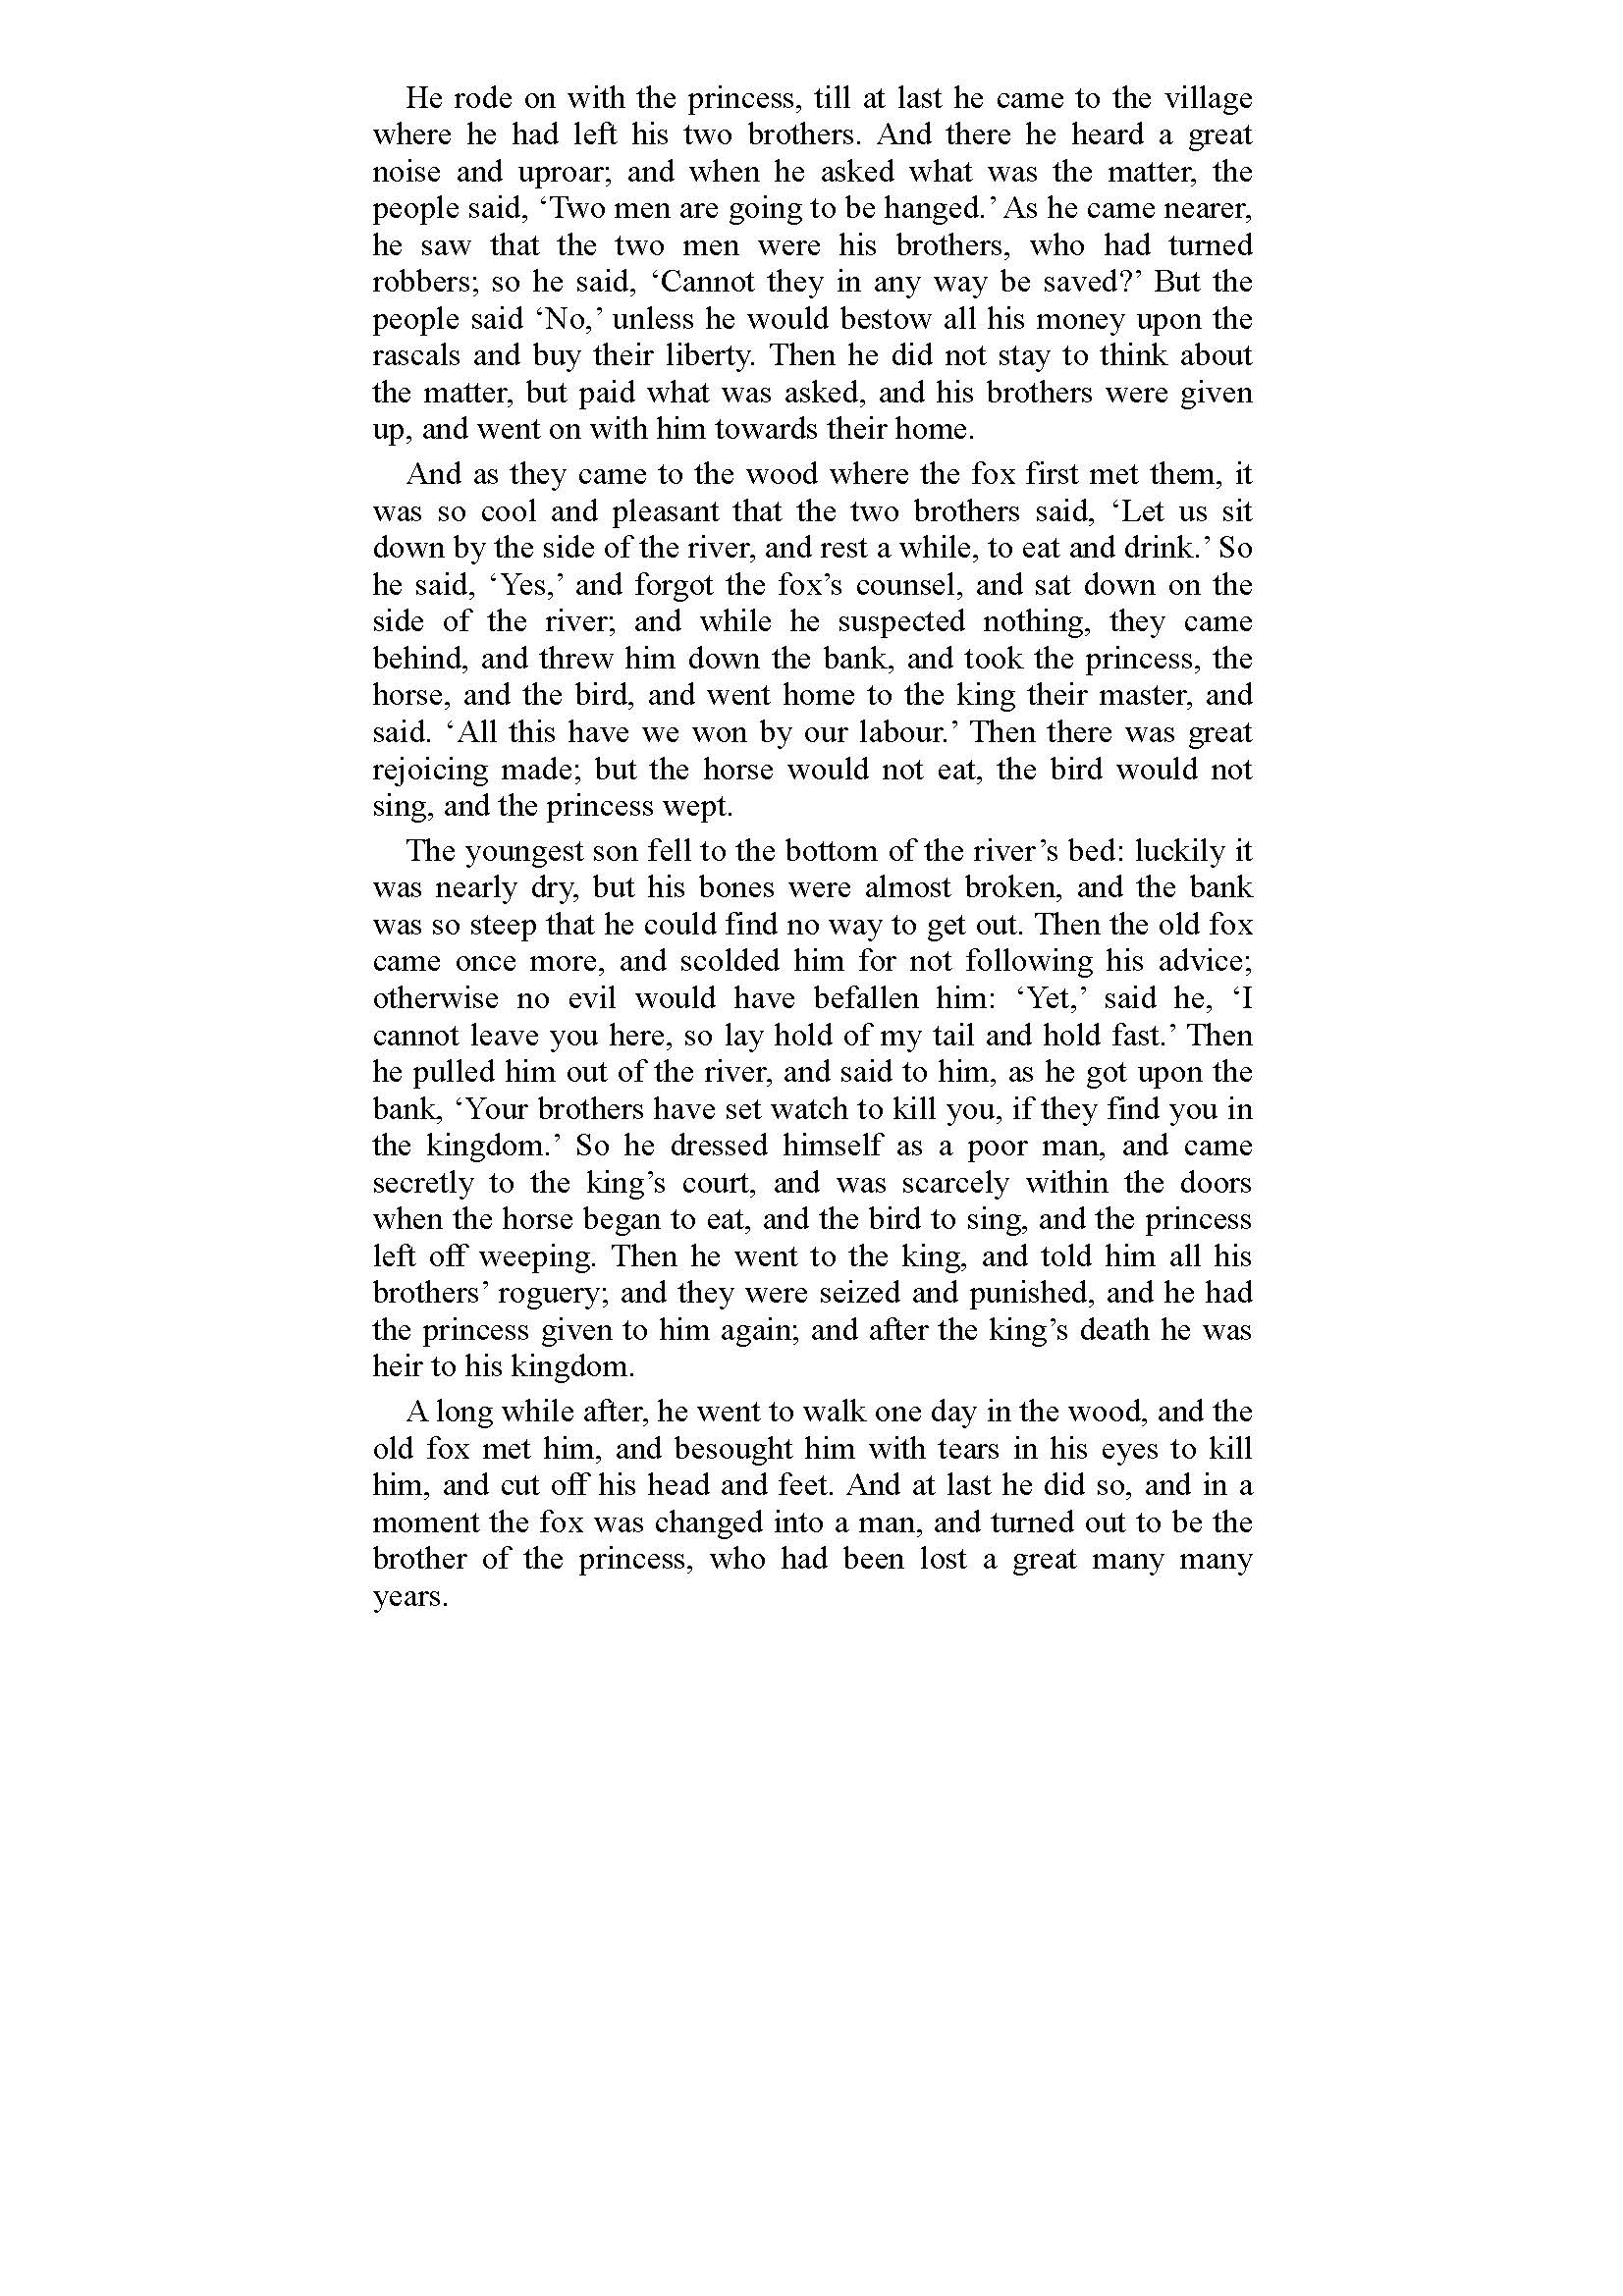 He rode on with the princess, till at last he came to the village
where he had left his two brothers. And there he heard a great
noise and uproar; and when he asked what was the matter, the
people said, ‘Two men are going to be hanged.’ As he came nearer,
he saw that the two men were his brothers, who had turned
robbers; so he said, ‘Cannot they in any way be saved?’ But the
people said ‘No,’ unless he would bestow all his money upon the
rascals and buy their liberty. Then he did not stay to think about
the matter, but paid what was asked, and his brothers were given
up, and went on with him towards their home.
And as they came to the wood where the fox first met them, it
was so cool and pleasant that the two brothers said, ‘Let us sit
down by the side of the river, and rest a while, to eat and drink.’ So
he said, ‘Yes,’ and forgot the fox’s counsel, and sat down on the
side of the river; and while he suspected nothing, they came
behind, and threw him down the bank, and took the princess, the
horse, and the bird, and went home to the king their master, and
said. ‘All this have we won by our labour.’ Then there was great
rejoicing made; but the horse would not eat, the bird would not
sing, and the princess wept.
The youngest son fell to the bottom of the river’s bed: luckily it
was nearly dry, but his bones were almost broken, and the bank
was so steep that he could find no way to get out. Then the old fox
came once more, and scolded him for not following his advice;
otherwise no evil would have befallen him: ‘Yet,’ said he, ‘I
cannot leave you here, so lay hold of my tail and hold fast.’ Then
he pulled him out of the river, and said to him, as he got upon the
bank, ‘Your brothers have set watch to kill you, if they find you in
the kingdom.’ So he dressed himself as a poor man, and came
secretly to the king’s court, and was scarcely within the doors
when the horse began to eat, and the bird to sing, and the princess
left off weeping. Then he went to the king, and told him all his
brothers’ roguery; and they were seized and punished, and he had
the princess given to him again; and after the king’s death he was
heir to his kingdom.
A long while after, he went to walk one day in the wood, and the
old fox met him, and besought him with tears in his eyes to kill
him, and cut off his head and feet. And at last he did so, and in a
moment the fox was changed into a man, and turned out to be the
brother of the princess, who had been lost a great many many
years.